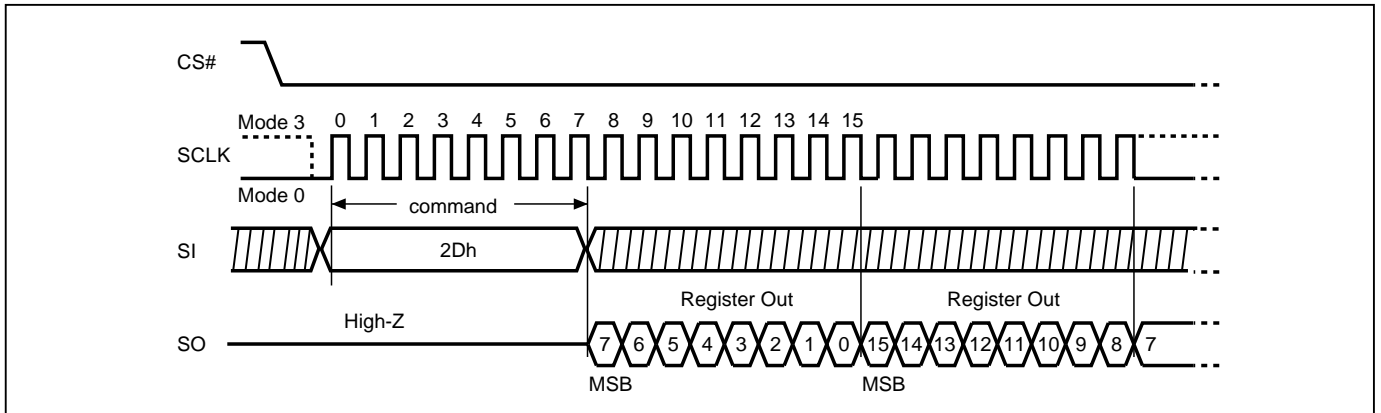 CS#
Mode 3 0 1 2 3 4 5 6 7 8 9 10 11 12 13 14 15
SCLK
Mode 0
command
SI 2Dh
Register Out Register Out
High-Z
SO 7 6 5 4 3 2 1 0 15 14 13 12 11 10 9 8 7
MSB MSB